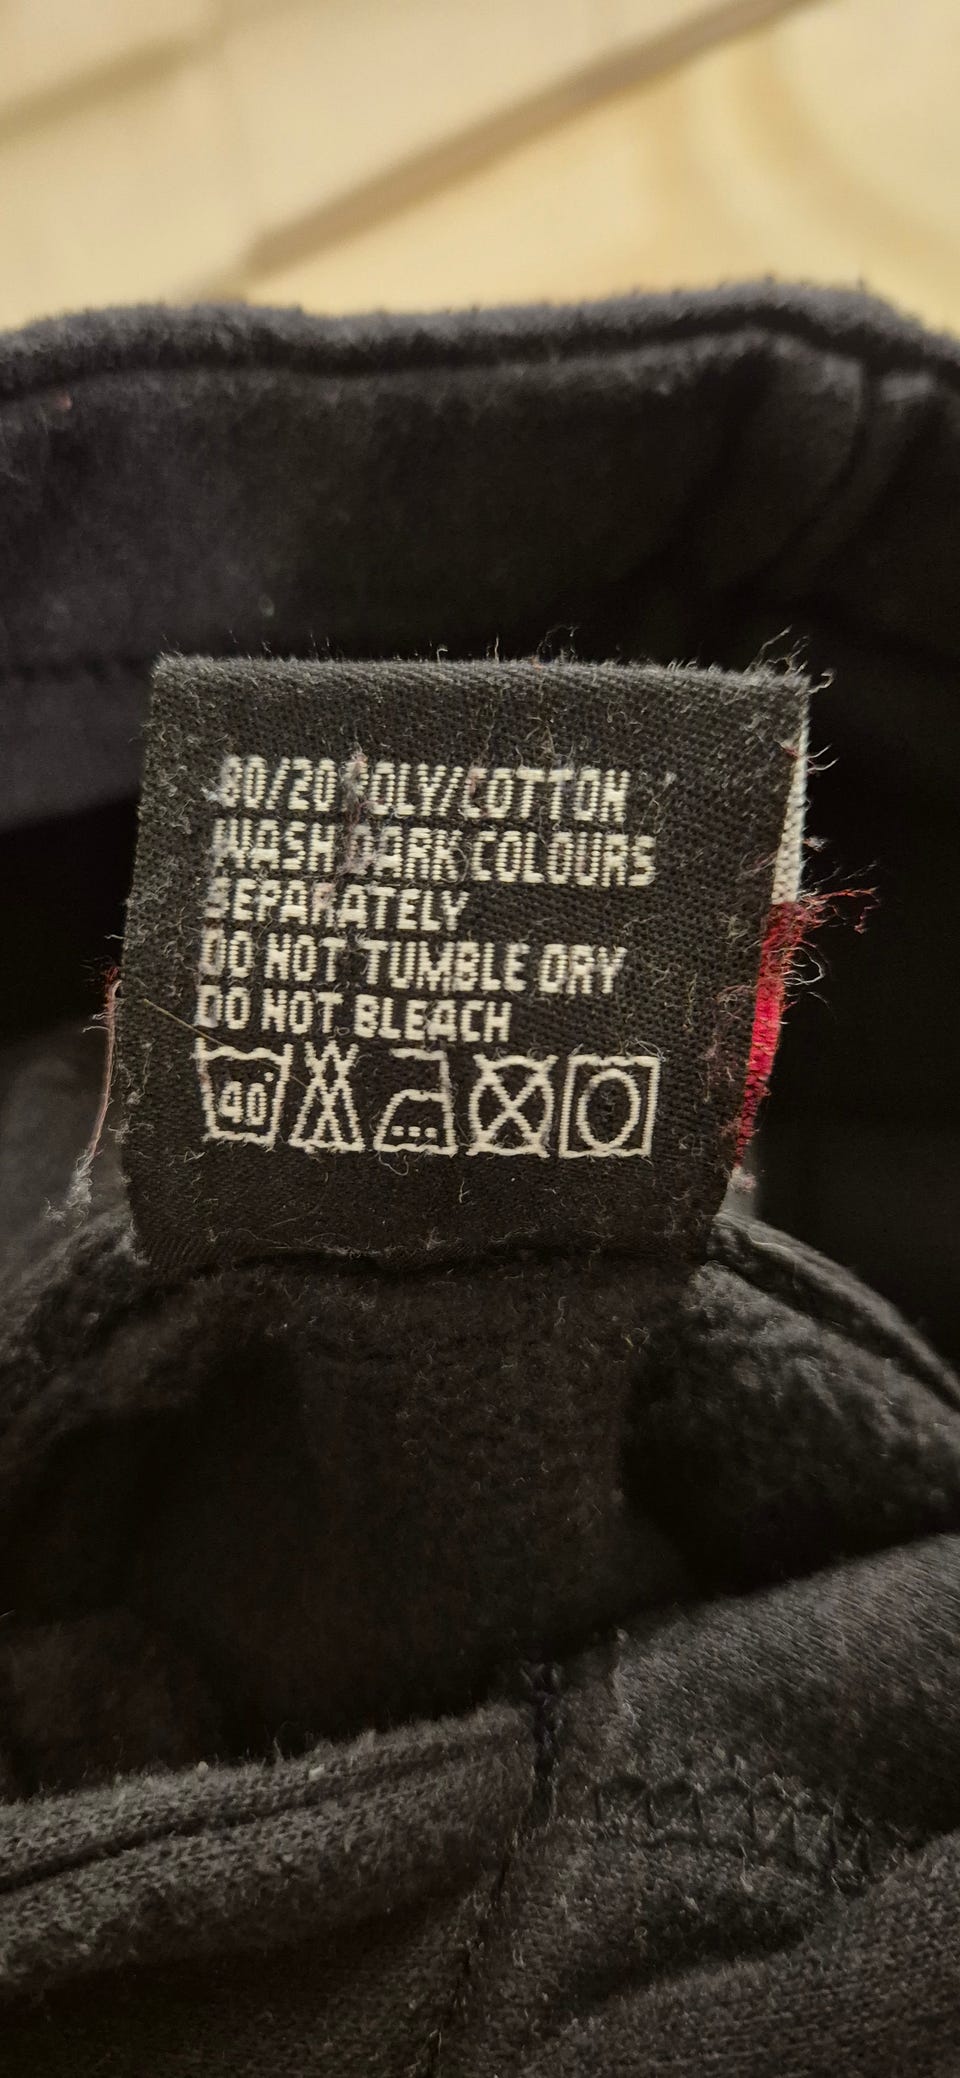 80/20 POLY/COTTON
WASH DARK COLOURS
SEPARATELY
DO NOT TUMBLE DRY
DO NOT BLEACH
40°